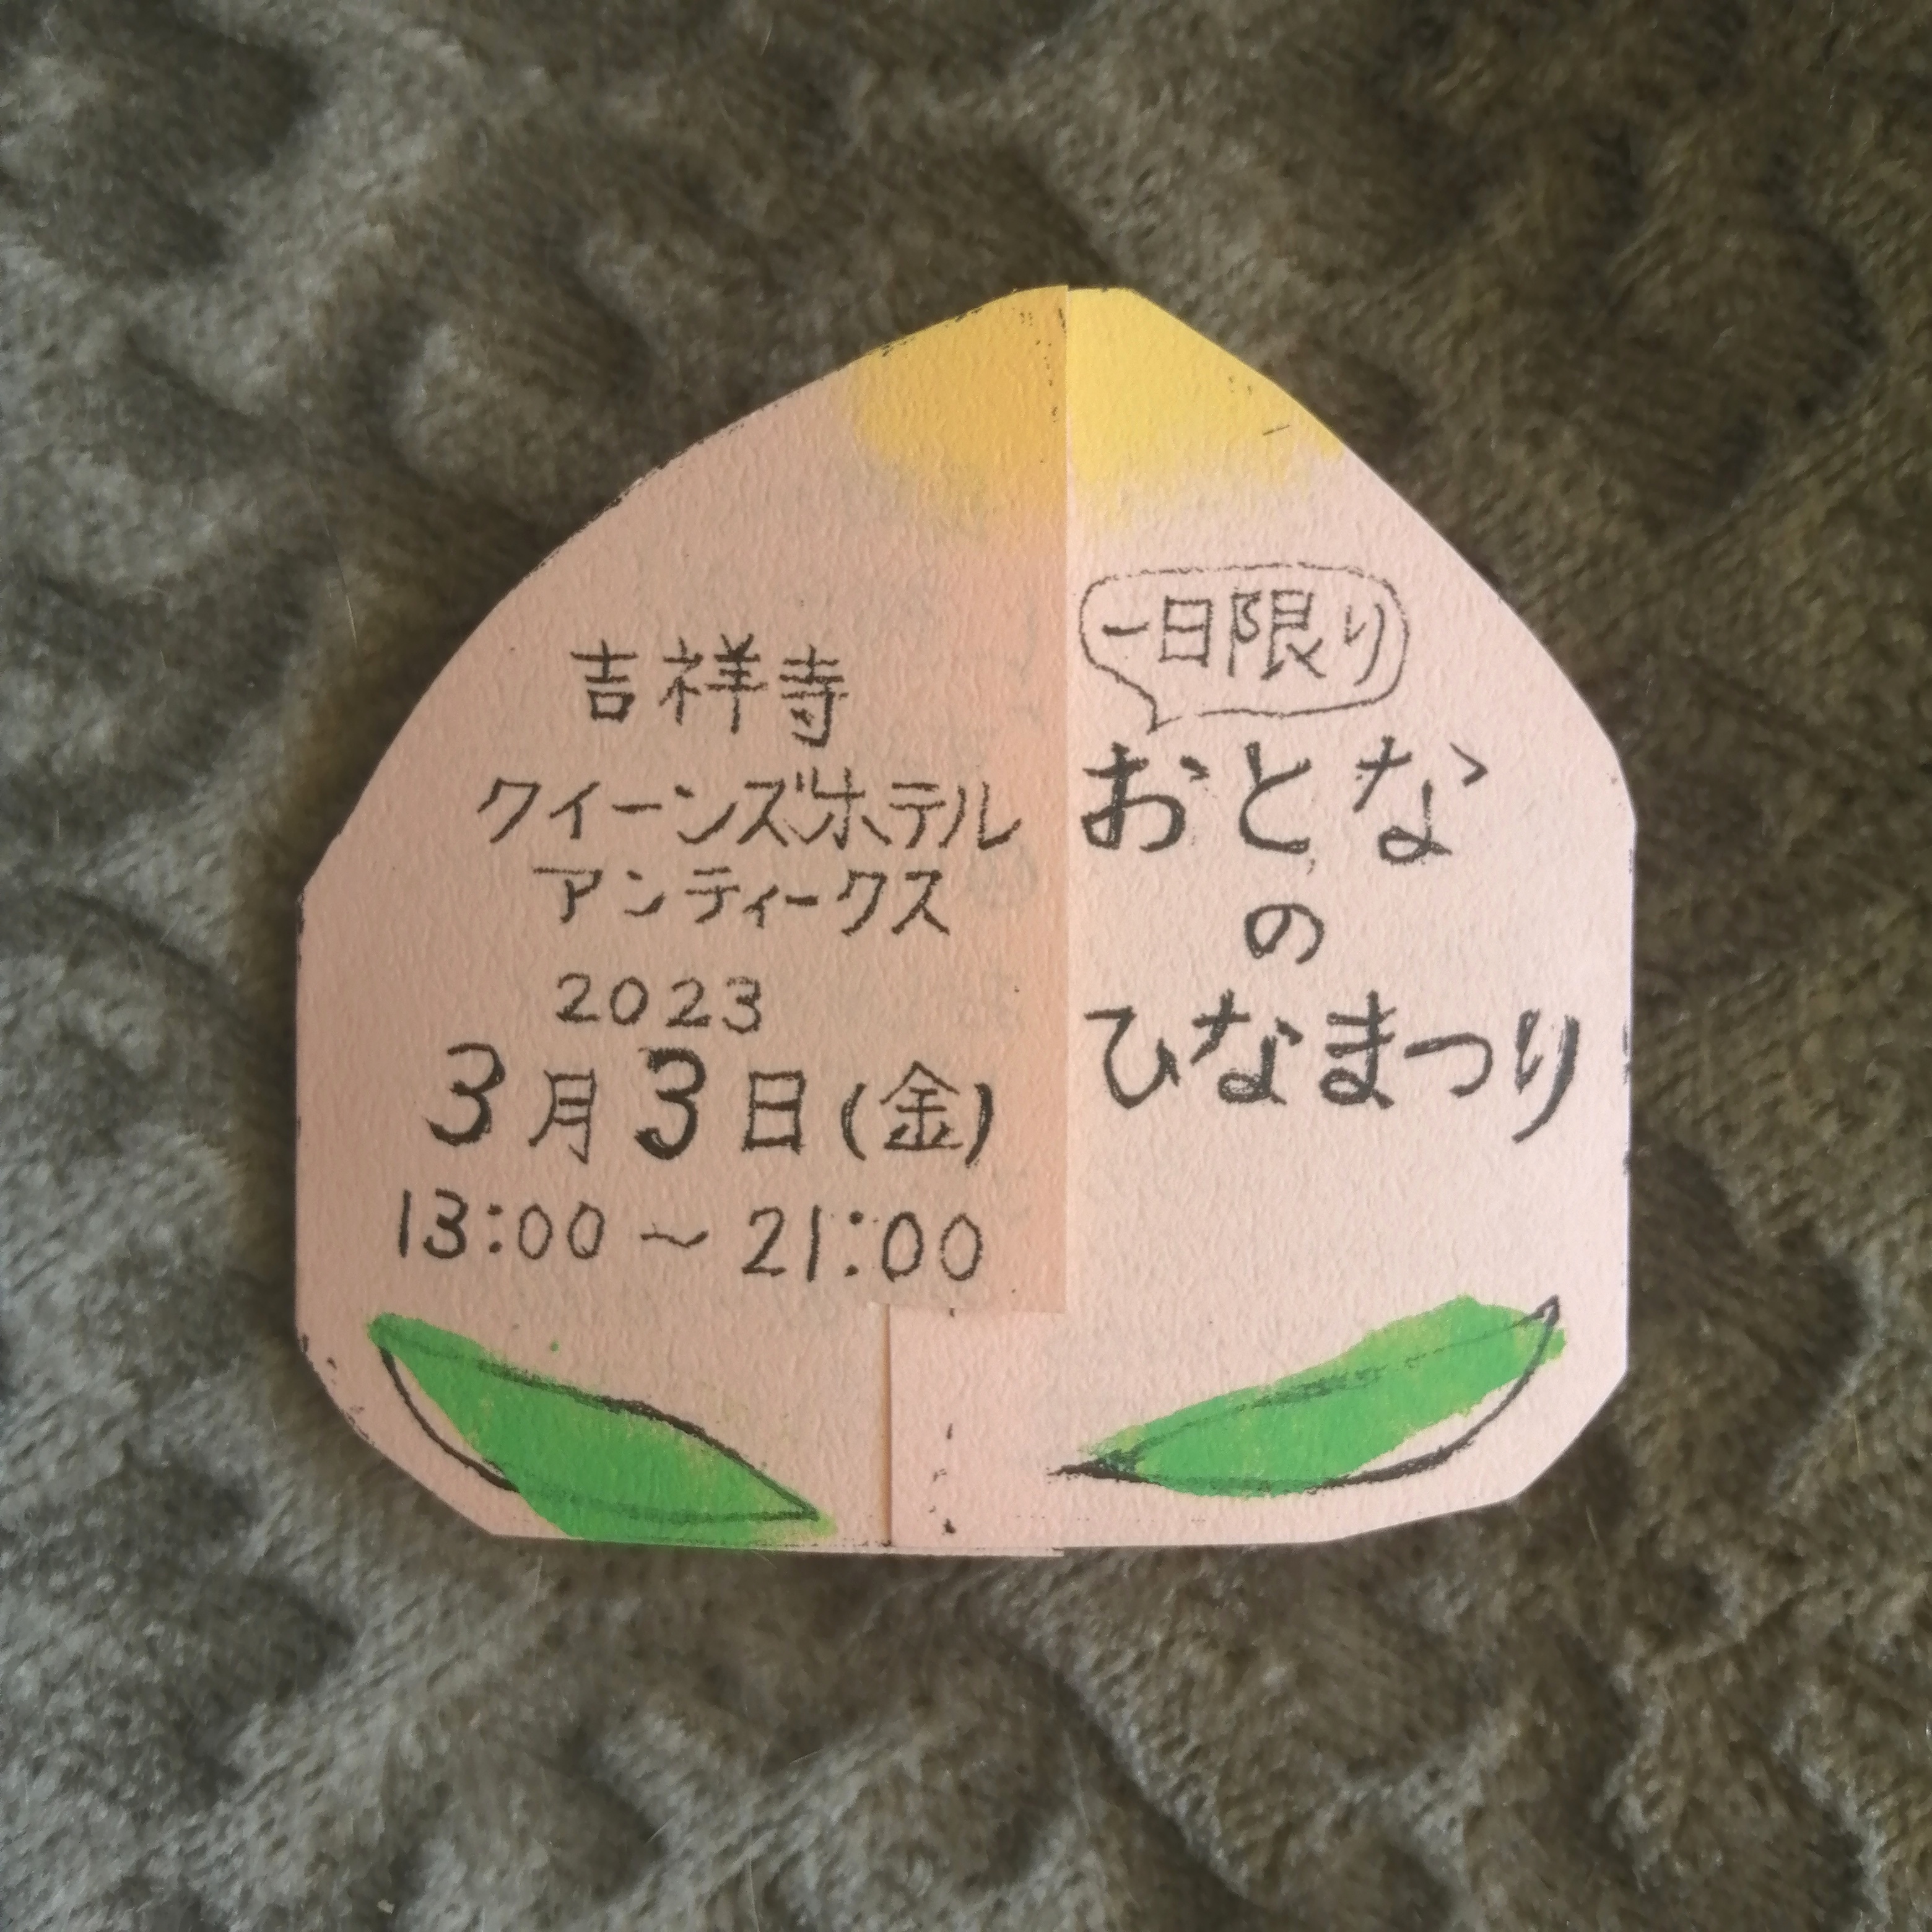 一日限り
おとな
の
ひなまつり
吉祥寺
クイーンズホテル
アンティークス
2023
3月3日(金)
13:00～21:00